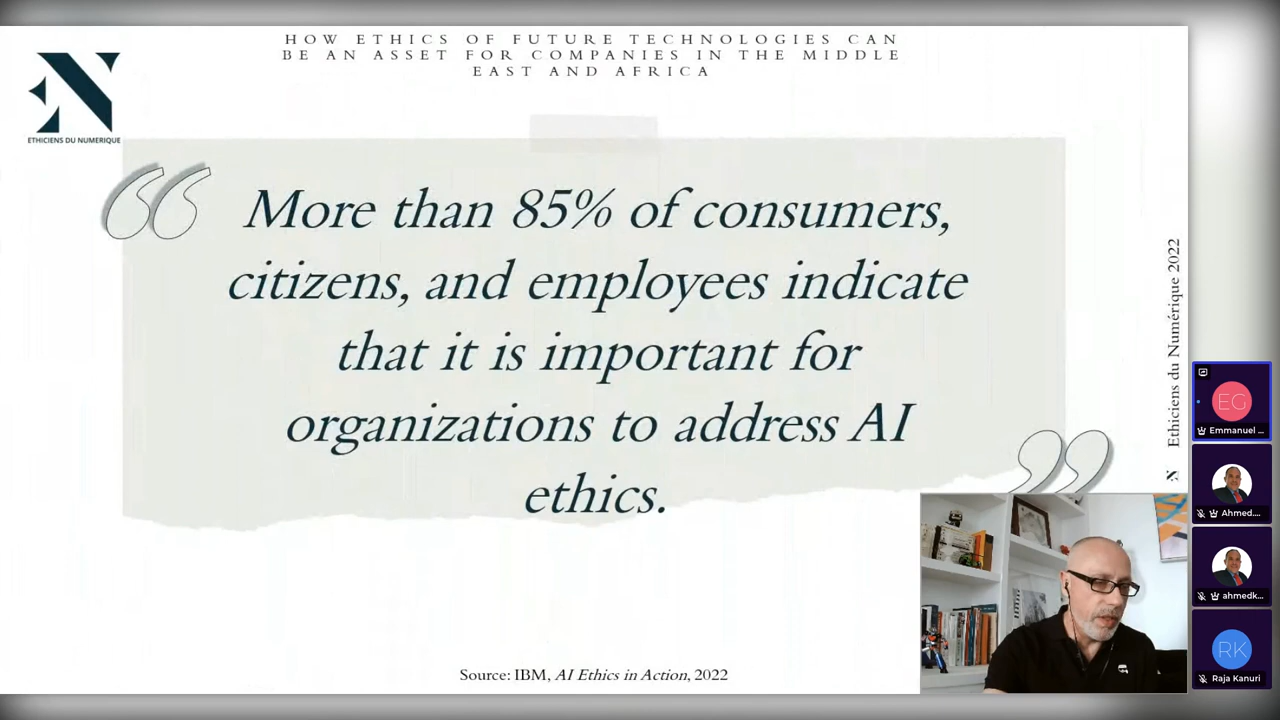 HOW ETHICS OF FUTURE TECHNOLOGIES CAN
BE AN ASSET FOR COMPANIES IN THE MIDDLE
EAST AND AFRICA
EN
ETHICIENS DU NUMERIQUE
“
More than 85% of consumers,
citizens, and employees indicate
that it is important for
organizations to address AI
ethics.
”
Source: IBM, AI Ethics in Action, 2022
Ethiciens du Numérique 2022
EG
Emmanuel ...
Ahmed....
ahmedk...
RK
Raja Kanuri